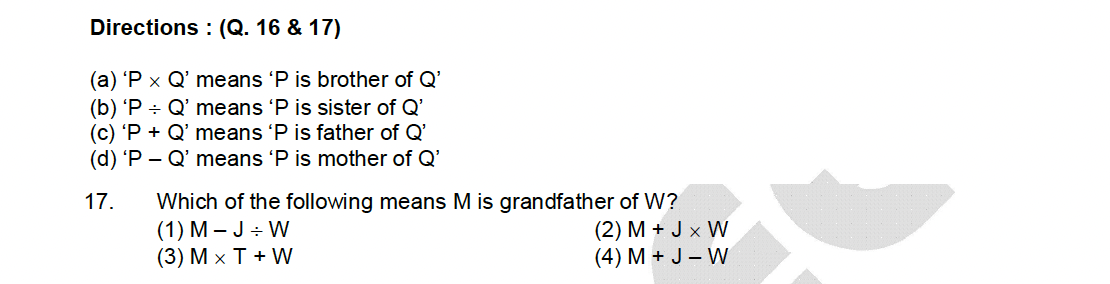 Directions : (Q. 16 & 17)
(a) ‘P × Q’ means ‘P is brother of Q’
(b) ‘P ÷ Q’ means ‘P is sister of Q’
(c) ‘P + Q’ means ‘P is father of Q’
(d) ‘P – Q’ means ‘P is mother of Q’
17. Which of the following means M is grandfather of W?
(1) M – J ÷ W (2) M + J × W
(3) M × T + W (4) M + J – W